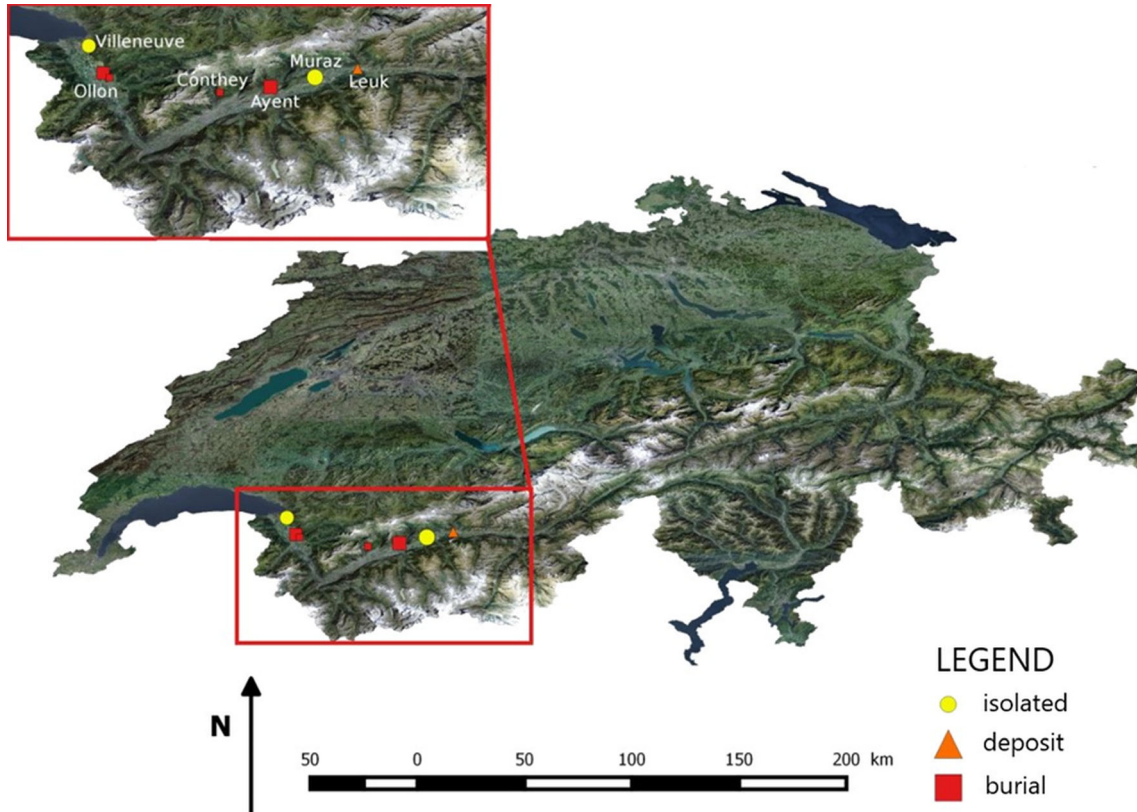 Villeneuve
Muraz
Conthey
Leuk
Ollon
Ayent
LEGEND
isolated
N
deposit
50 0 50 100 150 200 km
burial